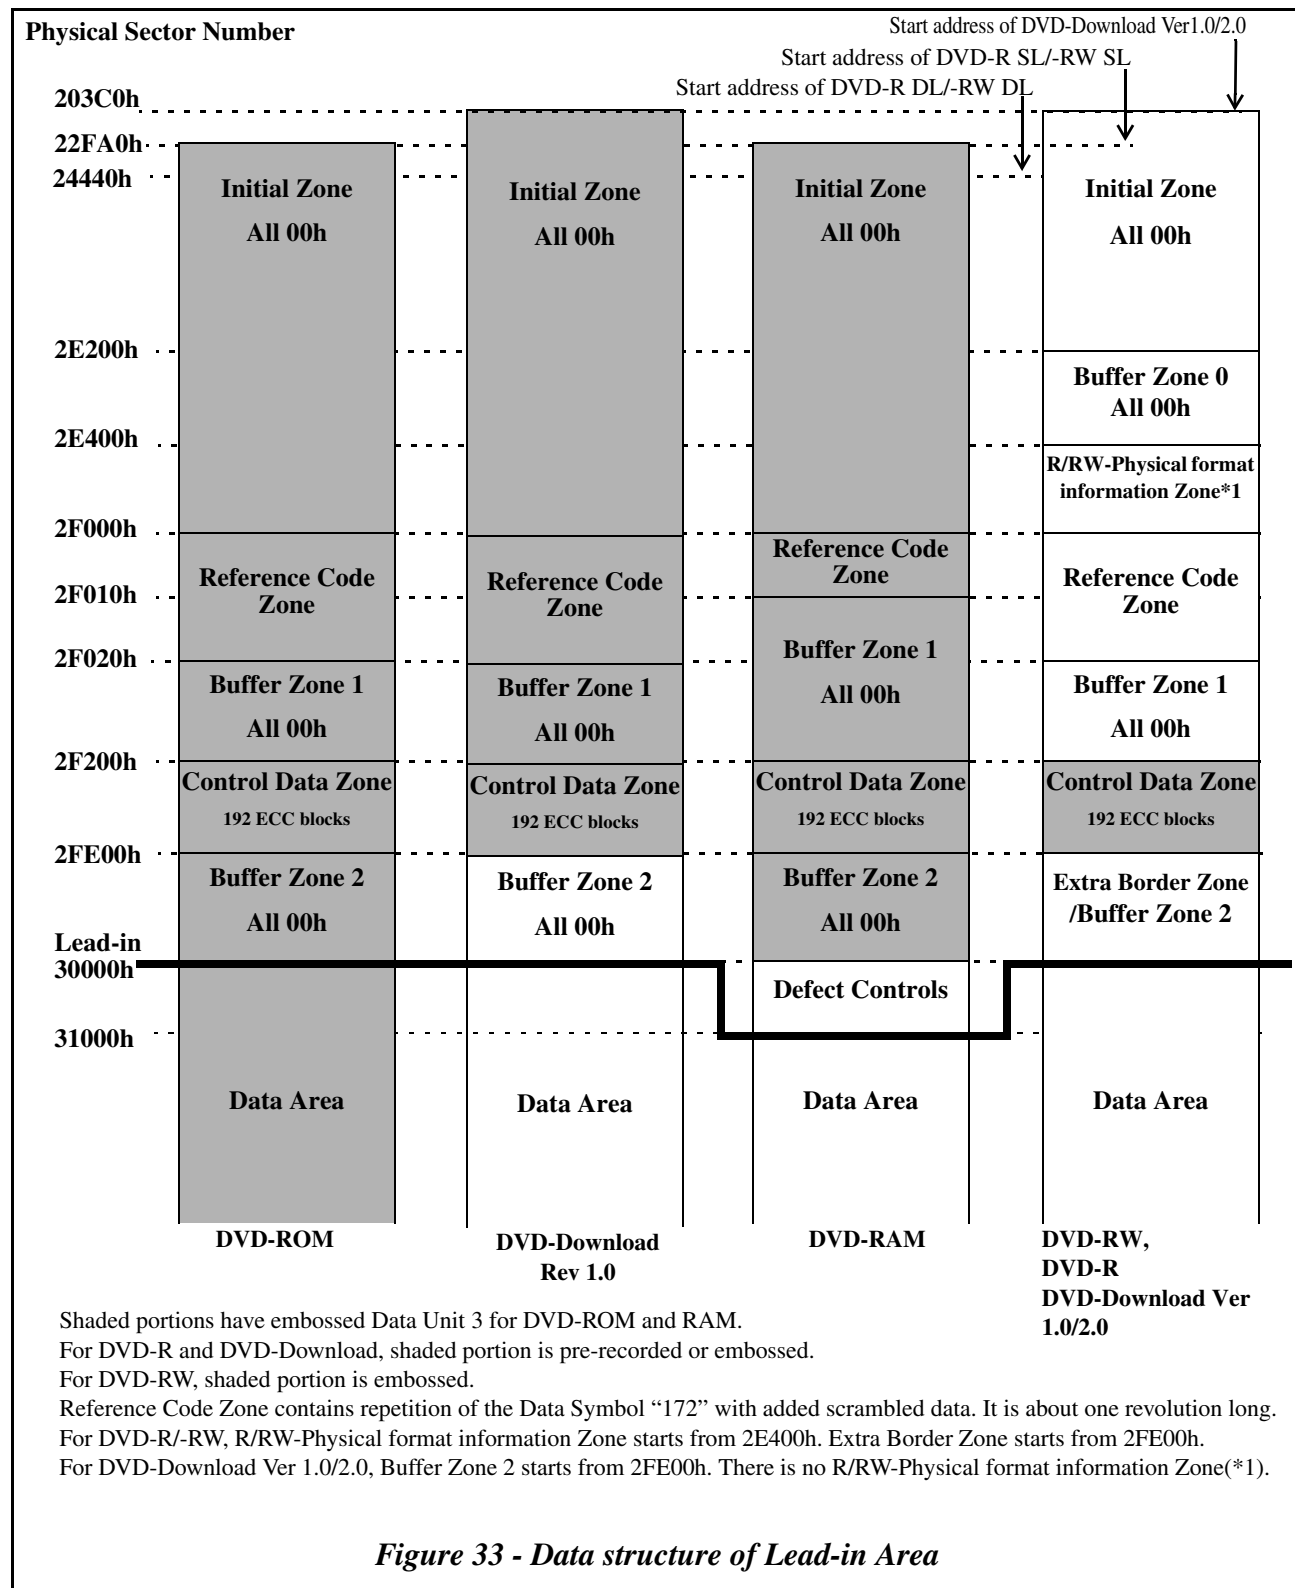 Physical Sector Number
Start address of DVD-Download Ver1.0/2.0
Start address of DVD-R SL/-RW SL
Start address of DVD-R DL/-RW DL
203C0h
22FA0h
24440h
2E200h
2E400h
2F000h
2F010h
2F020h
2F200h
2FE00h
Lead-in
30000h
31000h
Initial Zone
All 00h
Reference Code
Zone
Buffer Zone 1
All 00h
Control Data Zone
192 ECC blocks
Buffer Zone 2
All 00h
Data Area
DVD-ROM
Initial Zone
All 00h
Reference Code
Zone
Buffer Zone 1
All 00h
Control Data Zone
192 ECC blocks
Buffer Zone 2
All 00h
Data Area
DVD-Download
Rev 1.0
Initial Zone
All 00h
Reference Code
Zone
Buffer Zone 1
All 00h
Control Data Zone
192 ECC blocks
Buffer Zone 2
All 00h
Defect Controls
Data Area
DVD-RAM
Initial Zone
All 00h
Buffer Zone 0
All 00h
R/RW-Physical format
information Zone*1
Reference Code
Zone
Buffer Zone 1
All 00h
Control Data Zone
192 ECC blocks
Extra Border Zone
/Buffer Zone 2
Data Area
DVD-RW,
DVD-R
DVD-Download Ver
1.0/2.0
Shaded portions have embossed Data Unit 3 for DVD-ROM and RAM.
For DVD-R and DVD-Download, shaded portion is pre-recorded or embossed.
For DVD-RW, shaded portion is embossed.
Reference Code Zone contains repetition of the Data Symbol “172” with added scrambled data. It is about one revolution long.
For DVD-R/-RW, R/RW-Physical format information Zone starts from 2E400h. Extra Border Zone starts from 2FE00h.
For DVD-Download Ver 1.0/2.0, Buffer Zone 2 starts from 2FE00h. There is no R/RW-Physical format information Zone(*1).
Figure 33 - Data structure of Lead-in Area